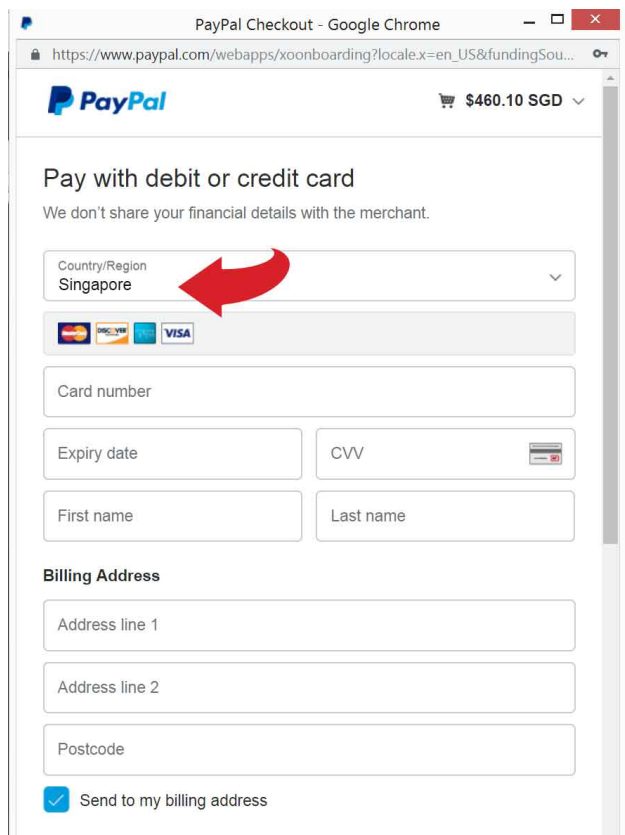 PayPal Checkout - Google Chrome
https://www.paypal.com/webapps/xoonboarding?locale.x=en_US&fundingSou...
PayPal $460.10 SGD
Pay with debit or credit card
We don't share your financial details with the merchant.
Country/Region
Singapore
DISCOVER VISA
Card number
Expiry date CVV
First name Last name
Billing Address
Address line 1
Address line 2
Postcode
Send to my billing address